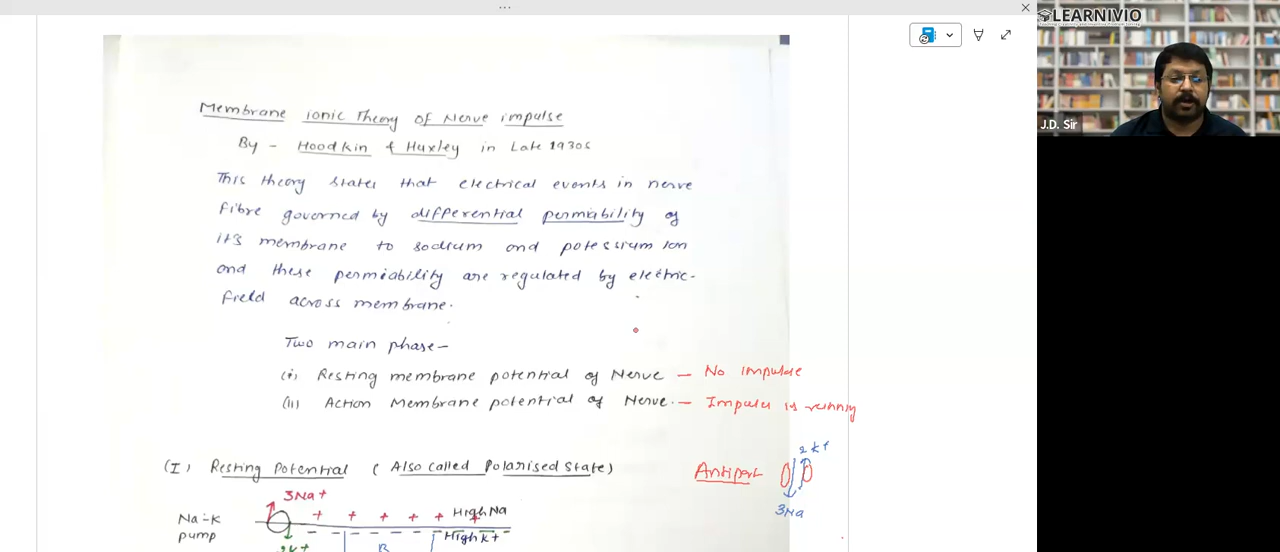 LEARNIVIO
J.D. Sir
Membrane ionic Theory of Nerve impulse
By - Hoodkin & Huxley in Late 1930s
This theory states that electrical events in nerve
Fibre governed by differential permiability of
it's membrane to sodium and potessium ion
and these permiability are regulated by electric-
field across membrane.
Two main phase-
(i) Resting membrane potential of Nerve - No impulse
(ii) Action Membrane potential of Nerve. - Impulse is running
(I) Resting Potential (Also called Polarised State)
Antiport
2K+
3Na
3Na+
+ + + + + High Na
Na-K
pump
- - - - - High K+ -
2K+